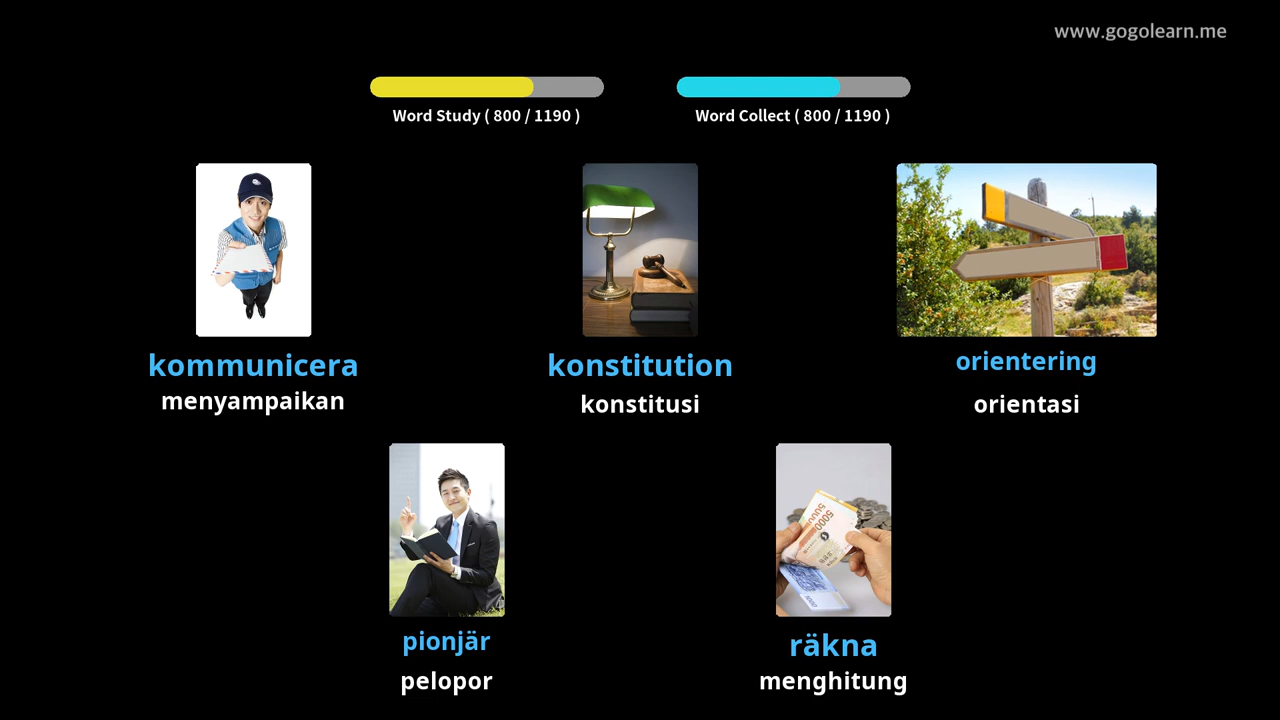 www.gogolearn.me
Word Study ( 800 / 1190 )
Word Collect ( 800 / 1190 )
kommunicera
menyampaikan
konstitution
konstitusi
orientering
orientasi
pionjär
pelopor
räkna
menghitung